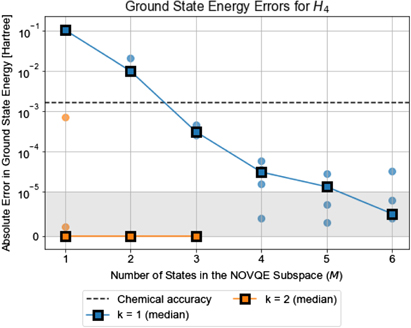 Ground State Energy Errors for H₄
Absolute Error in Ground State Energy [Hartree]
10⁻¹
10⁻²
10⁻³
10⁻⁴
10⁻⁵
0
1 2 3 4 5 6
Number of States in the NOVQE Subspace (M)
Chemical accuracy
k = 1 (median)
k = 2 (median)